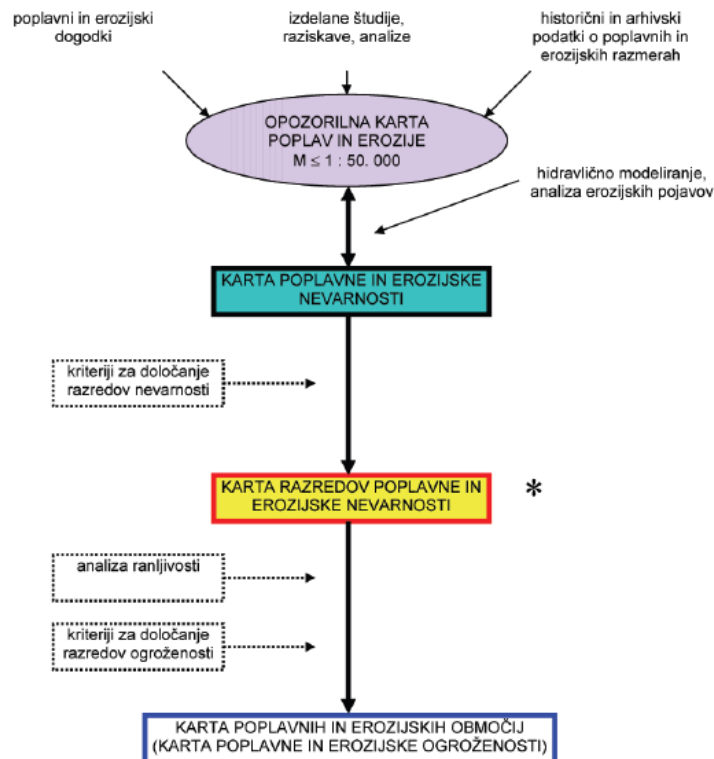 poplavni in erozijski
dogodki
izdelane študije,
raziskave, analize
historični in arhivski
podatki o poplavnih in
erozijskih razmerah
OPOZORILNA KARTA
POPLAV IN EROZIJE
M ≤ 1 : 50. 000
hidravlično modeliranje,
analiza erozijskih pojavov
KARTA POPLAVNE IN EROZIJSKE
NEVARNOSTI
kriteriji za določanje
razredov nevarnosti
KARTA RAZREDOV POPLAVNE IN
EROZIJSKE NEVARNOSTI
*
analiza ranljivosti
kriteriji za določanje
razredov ogroženosti
KARTA POPLAVNIH IN EROZIJSKIH OBMOČIJ
(KARTA POPLAVNE IN EROZIJSKE OGROŽENOSTI)